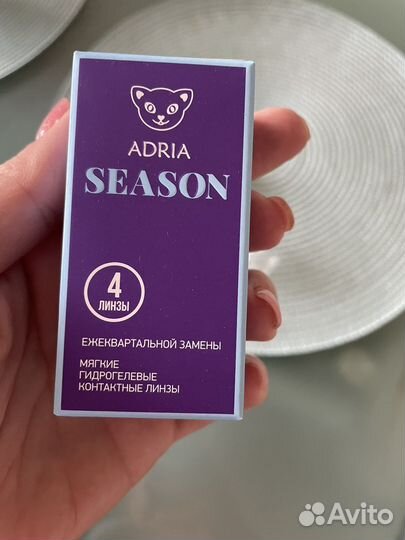 ADRIA
SEASON
4
ЛИНЗЫ
ЕЖЕКВАРТАЛЬНОЙ ЗАМЕНЫ
МЯГКИЕ
ГИДРОГЕЛЕВЫЕ
КОНТАКТНЫЕ ЛИНЗЫ
Avito